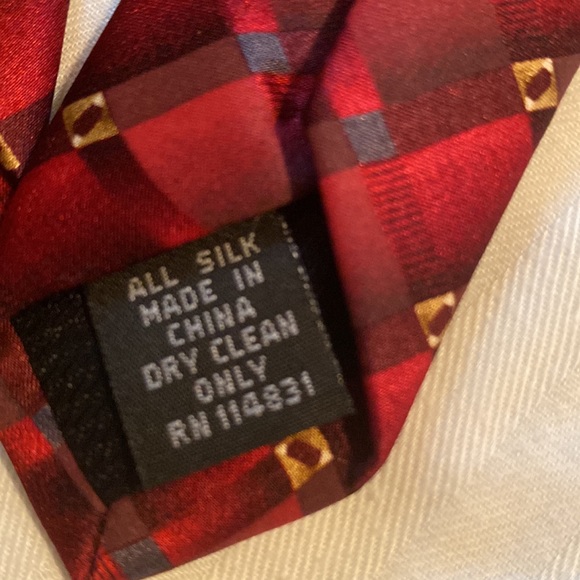 ALL SILK
MADE IN
CHINA
DRY CLEAN
ONLY
RN 114831